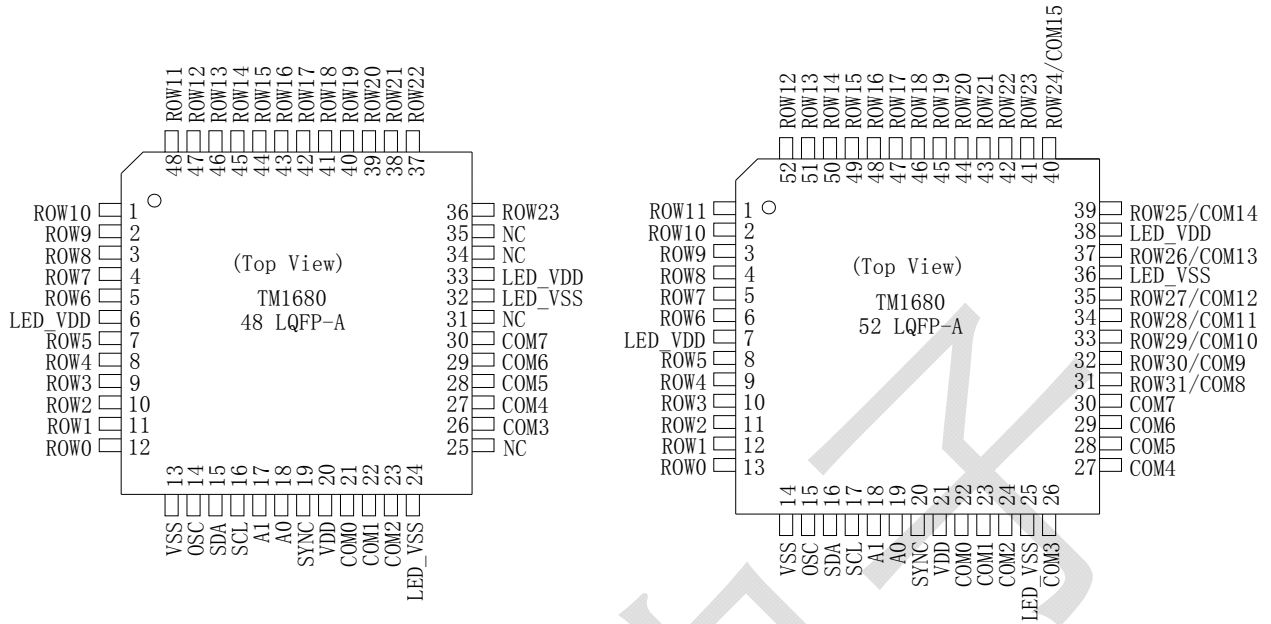 ROW11 ROW12 ROW13 ROW14 ROW15 ROW16 ROW17 ROW18 ROW19 ROW20 ROW21 ROW22
48 47 46 45 44 43 42 41 40 39 38 37
ROW10 1
ROW9 2
ROW8 3
ROW7 4
ROW6 5
LED_VDD 6
ROW5 7
ROW4 8
ROW3 9
ROW2 10
ROW1 11
ROW0 12
(Top View)
TM1680
48 LQFP-A
36 ROW23
35 NC
34 NC
33 LED_VDD
32 LED_VSS
31 NC
30 COM7
29 COM6
28 COM5
27 COM4
26 COM3
25 NC
13 14 15 16 17 18 19 20 21 22 23 24
VSS OSC SDA SCL A1 A0 SYNC VDD COM0 COM1 COM2 LED_VSS
ROW12 ROW13 ROW14 ROW15 ROW16 ROW17 ROW18 ROW19 ROW20 ROW21 ROW22 ROW23 ROW24/COM15
52 51 50 49 48 47 46 45 44 43 42 41 40
ROW11 1
ROW10 2
ROW9 3
ROW8 4
ROW7 5
ROW6 6
LED_VDD 7
ROW5 8
ROW4 9
ROW3 10
ROW2 11
ROW1 12
ROW0 13
(Top View)
TM1680
52 LQFP-A
39 ROW25/COM14
38 LED_VDD
37 ROW26/COM13
36 LED_VSS
35 ROW27/COM12
34 ROW28/COM11
33 ROW29/COM10
32 ROW30/COM9
31 ROW31/COM8
30 COM7
29 COM6
28 COM5
27 COM4
14 15 16 17 18 19 20 21 22 23 24 25 26
VSS OSC SDA SCL A1 A0 SYNC VDD COM0 COM1 COM2 LED_VSS COM3